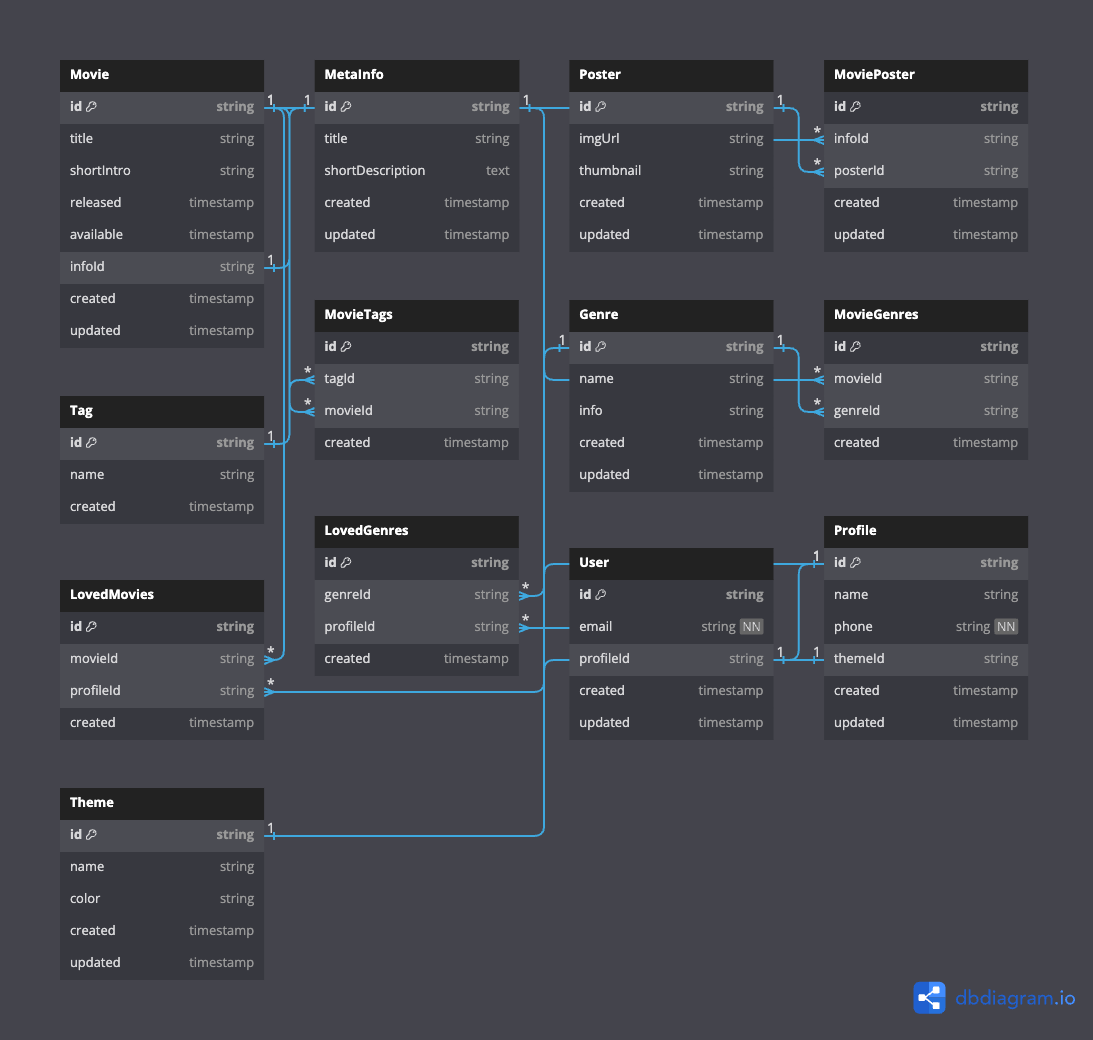 Movie
id string
title string
shortIntro string
released timestamp
available timestamp
infoId string
created timestamp
updated timestamp
1
1
MetaInfo
id string
title string
shortDescription text
created timestamp
updated timestamp
1
1
Poster
id string
imgUrl string
thumbnail string
created timestamp
updated timestamp
1
MoviePoster
id string
infoId string
posterId string
created timestamp
updated timestamp
*
*
MovieTags
id string
tagId string
movieId string
created timestamp
*
*
Genre
id string
name string
info string
created timestamp
updated timestamp
1
1
MovieGenres
id string
movieId string
genreId string
created timestamp
*
*
Tag
id string
name string
created timestamp
1
LovedGenres
id string
genreId string
profileId string
created timestamp
*
*
User
id string
email string NN
profileId string
created timestamp
updated timestamp
1
Profile
id string
name string
phone string NN
themeId string
created timestamp
updated timestamp
1
1
LovedMovies
id string
movieId string
profileId string
created timestamp
*
*
Theme
id string
name string
color string
created timestamp
updated timestamp
1
dbdiagram.io